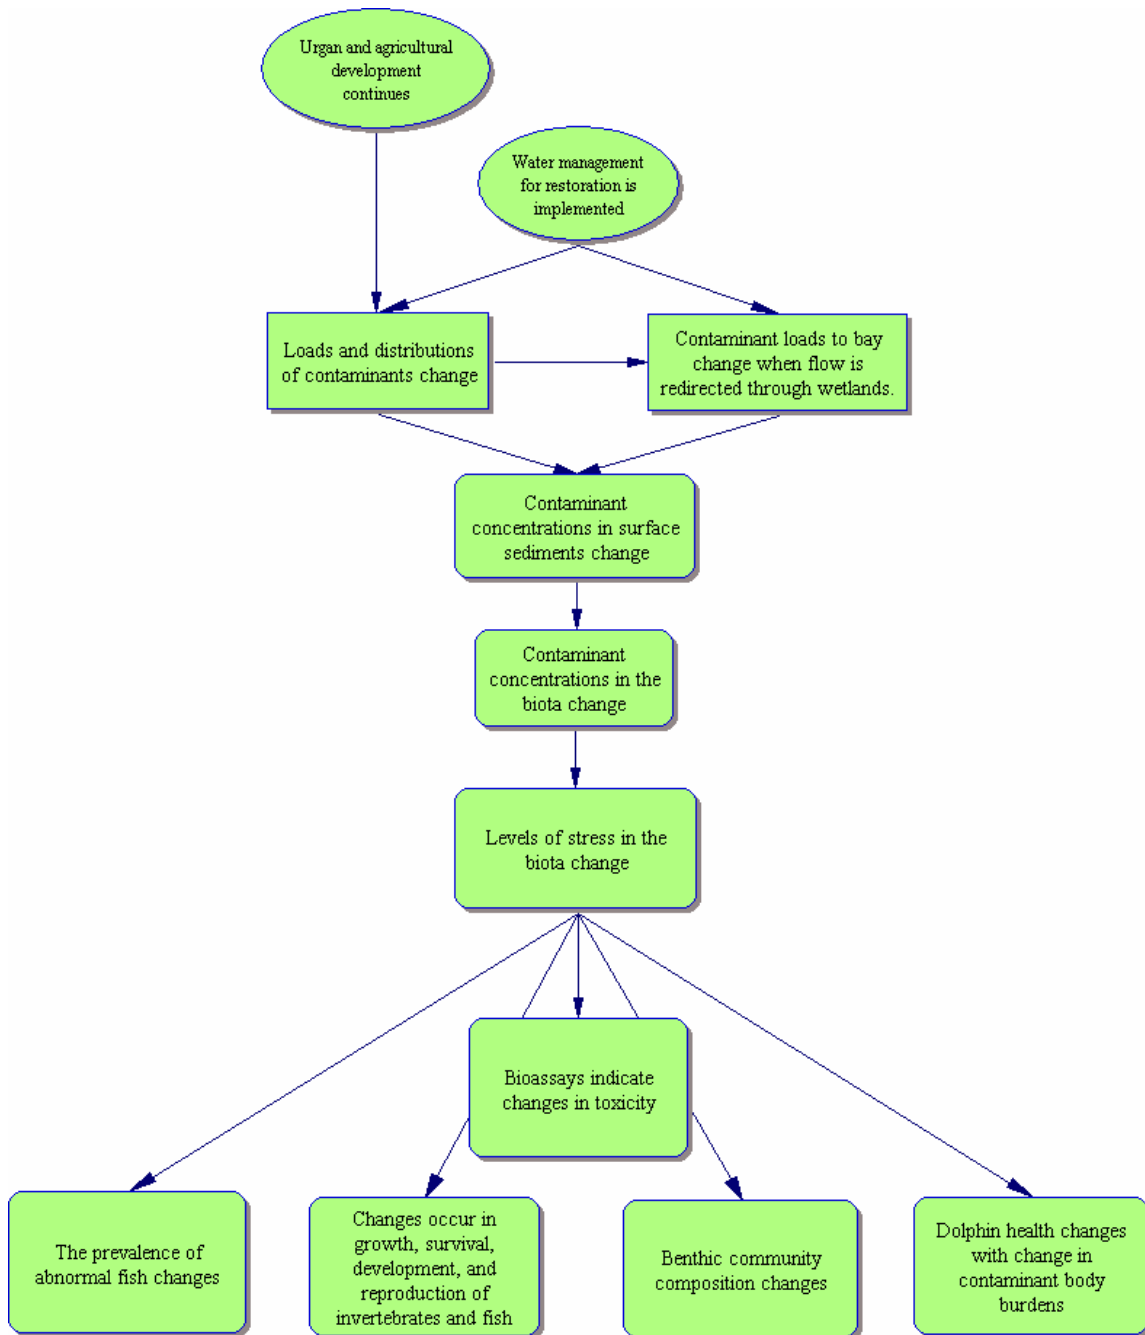 Urgan and agricultural
development
continues
Water management
for restoration is
implemented
Loads and distributions
of contaminants change
Contaminant loads to bay
change when flow is
redirected through wetlands.
Contaminant
concentrations in surface
sediments change
Contaminant
concentrations in the
biota change
Levels of stress in the
biota change
Bioassays indicate
changes in toxicity
The prevalence of
abnormal fish changes
Changes occur in
growth, survival,
development, and
reproduction of
invertebrates and fish
Benthic community
composition changes
Dolphin health changes
with change in
contaminant body
burdens